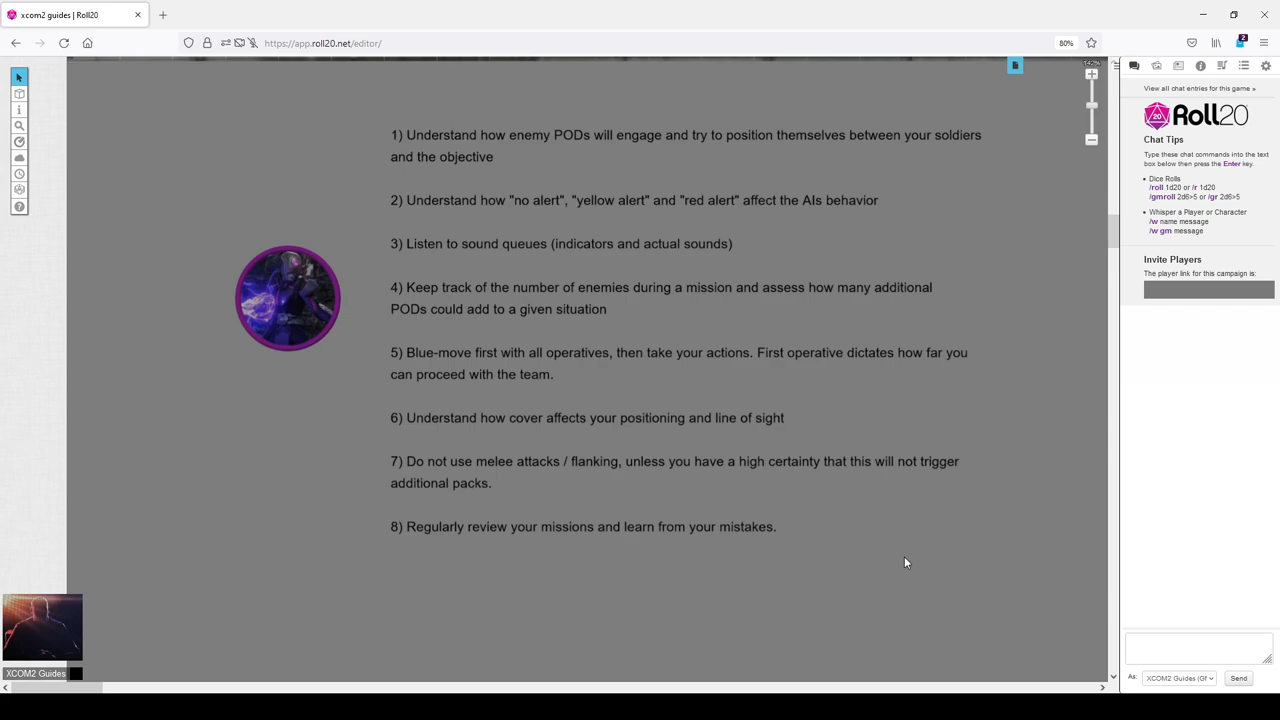 xcom2 guides | Roll20
https://app.roll20.net/editor/
80%
2
View all chat entries for this game »
Roll20
Chat Tips
Type these chat commands into the text
box below then press the Enter key.
Dice Rolls
/roll 1d20 or /r 1d20
/gmroll 2d6>5 or /gr 2d6>5
Whisper a Player or Character
/w name message
/w gm message
Invite Players
The player link for this campaign is:
1) Understand how enemy PODs will engage and try to position themselves between your soldiers
and the objective
2) Understand how "no alert", "yellow alert" and "red alert" affect the AIs behavior
3) Listen to sound queues (indicators and actual sounds)
4) Keep track of the number of enemies during a mission and assess how many additional
PODs could add to a given situation
5) Blue-move first with all operatives, then take your actions. First operative dictates how far you
can proceed with the team.
6) Understand how cover affects your positioning and line of sight
7) Do not use melee attacks / flanking, unless you have a high certainty that this will not trigger
additional packs.
8) Regularly review your missions and learn from your mistakes.
XCOM2 Guides
As:
XCOM2 Guides (GM
Send